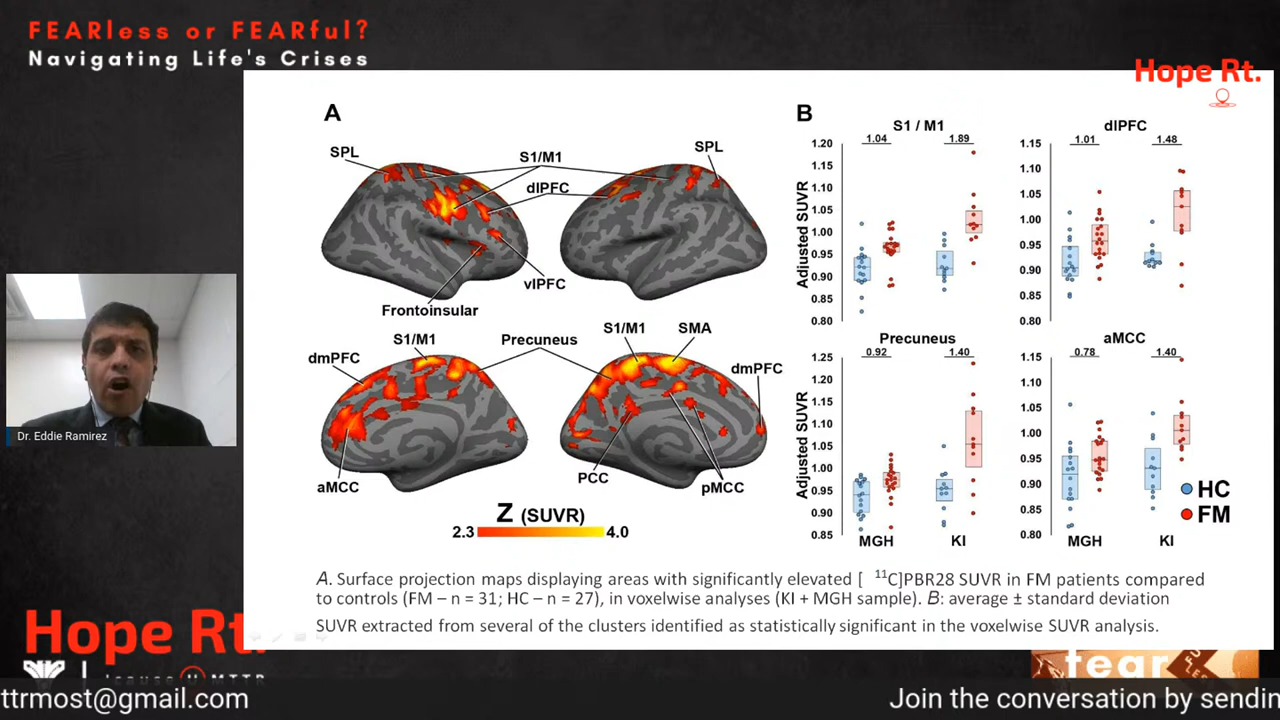 FEARless or FEARful?
Navigating Life's Crises
Hope Rt.
A
SPL
S1/M1
dlPFC
SPL
vlPFC
Frontoinsular
S1/M1
dmPFC
Precuneus
S1/M1
SMA
dmPFC
aMCC
PCC
pMCC
Z (SUVR)
2.3
4.0
B
S1 / M1
1.04
1.89
Adjusted SUVR
1.20
1.15
1.10
1.05
1.00
0.95
0.90
0.85
0.80
dlPFC
1.01
1.48
1.15
1.10
1.05
1.00
0.95
0.90
0.85
0.80
Precuneus
0.92
1.40
Adjusted SUVR
1.25
1.20
1.15
1.10
1.05
1.00
0.95
0.90
0.85
MGH
KI
aMCC
0.78
1.40
1.15
1.10
1.05
1.00
0.95
0.90
0.85
0.80
MGH
KI
HC
FM
A. Surface projection maps displaying areas with significantly elevated [ 11C]PBR28 SUVR in FM patients compared
to controls (FM – n = 31; HC – n = 27), in voxelwise analyses (KI + MGH sample). B: average ± standard deviation
SUVR extracted from several of the clusters identified as statistically significant in the voxelwise SUVR analysis.
Dr. Eddie Ramirez
Hope Rt.
fear
ttrmost@gmail.com
Join the conversation by sendin